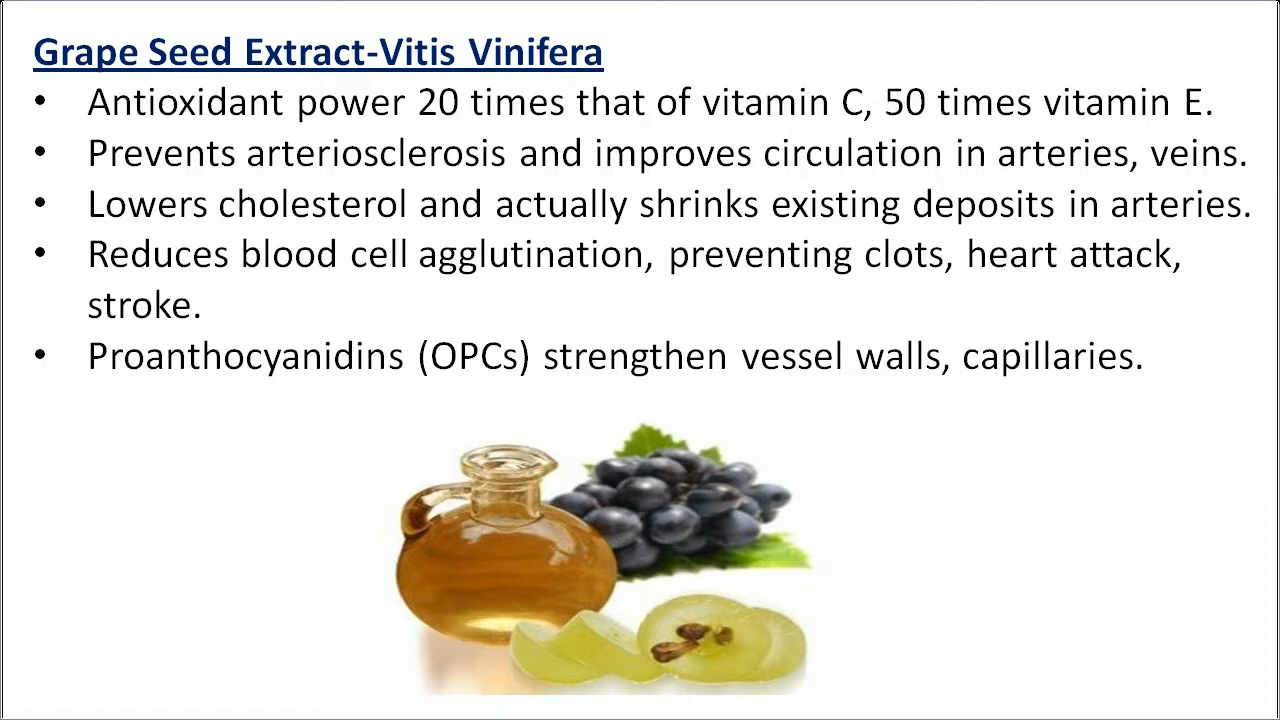 Grape Seed Extract-Vitis Vinifera
• Antioxidant power 20 times that of vitamin C, 50 times vitamin E.
• Prevents arteriosclerosis and improves circulation in arteries, veins.
• Lowers cholesterol and actually shrinks existing deposits in arteries.
• Reduces blood cell agglutination, preventing clots, heart attack,
stroke.
• Proanthocyanidins (OPCs) strengthen vessel walls, capillaries.